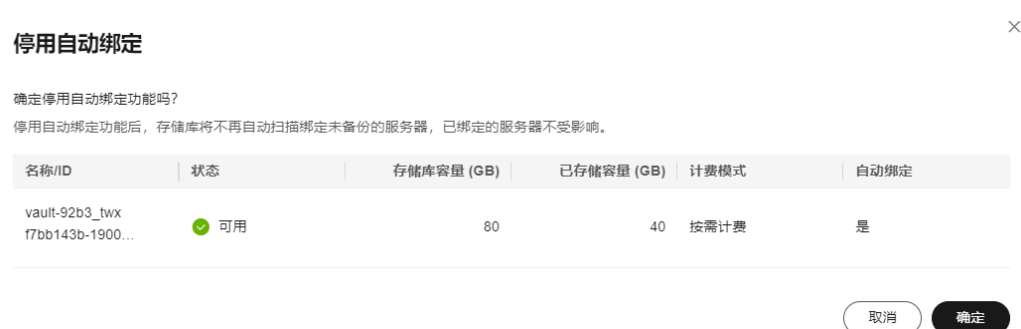 停用自动绑定
确定停用自动绑定功能吗？
停用自动绑定功能后，存储库将不再自动扫描绑定未备份的服务器，已绑定的服务器不受影响。
名称/ID 状态 存储库容量 (GB) 已存储容量 (GB) 计费模式 自动绑定
vault-92b3_twx
f7bb143b-1900... 可用 80 40 按需计费 是
取消 确定